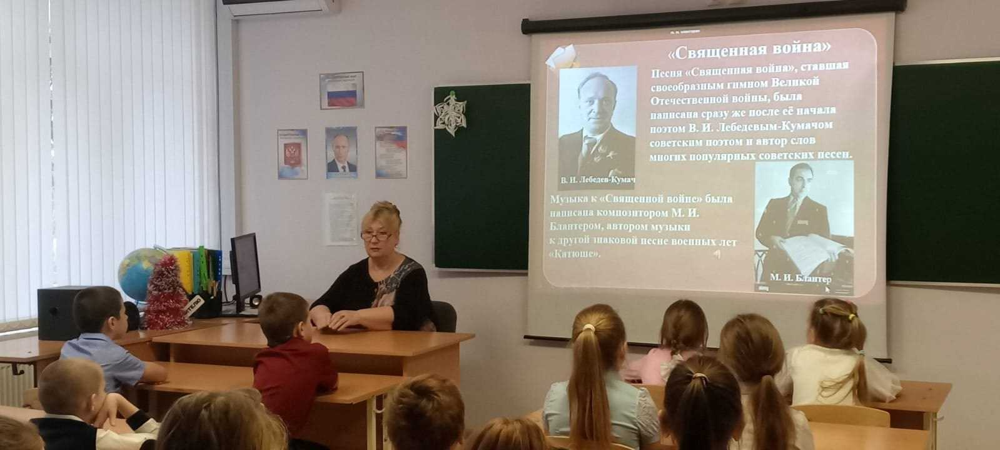 «Священная война»
Песня «Священная война», ставшая
своеобразным гимном Великой
Отечественной войны, была
написана сразу же после её начала
поэтом В. И. Лебедевым-Кумачом
советским поэтом и автор слов
многих популярных советских песен.
В. И. Лебедев-Кумач
Музыка к «Священной войне» была
написана композитором М. И.
Блантером, автором музыки
к другой знаковой песне военных лет
«Катюше».
М. И. Блантер